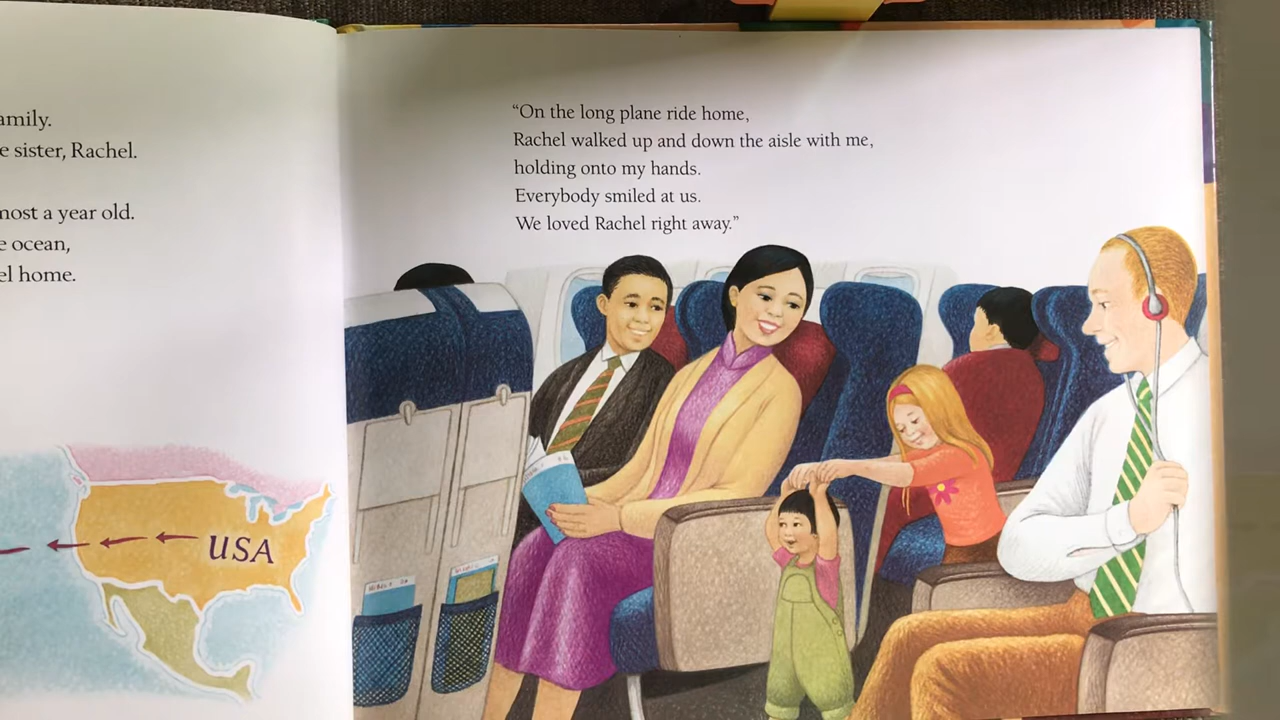 amily.
e sister, Rachel.
most a year old.
e ocean,
el home.
USA
“On the long plane ride home,
Rachel walked up and down the aisle with me,
holding onto my hands.
Everybody smiled at us.
We loved Rachel right away.”